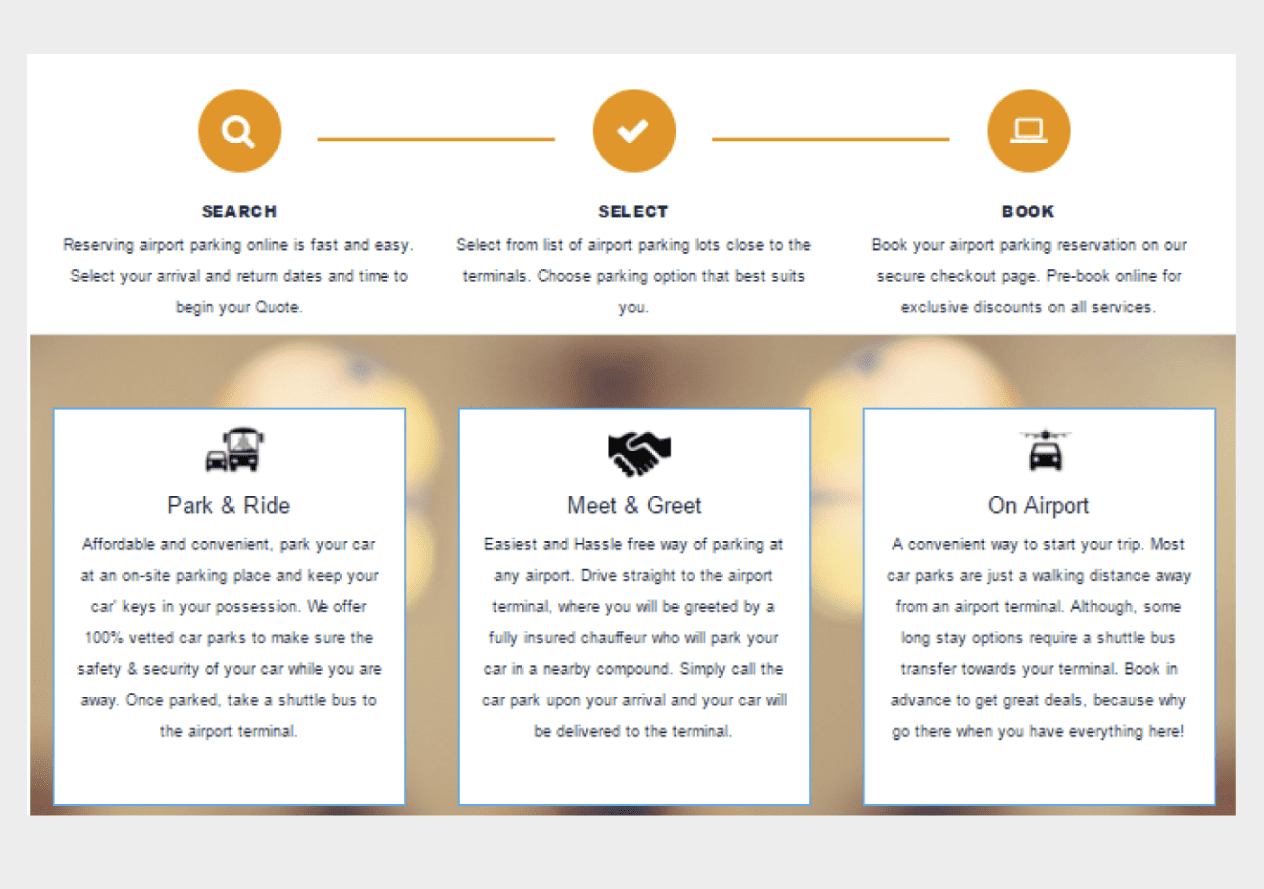 SEARCH
Reserving airport parking online is fast and easy.
Select your arrival and return dates and time to
begin your Quote.
SELECT
Select from list of airport parking lots close to the
terminals. Choose parking option that best suits
you.
BOOK
Book your airport parking reservation on our
secure checkout page. Pre-book online for
exclusive discounts on all services.
Park & Ride
Affordable and convenient, park your car
at an on-site parking place and keep your
car' keys in your possession. We offer
100% vetted car parks to make sure the
safety & security of your car while you are
away. Once parked, take a shuttle bus to
the airport terminal.
Meet & Greet
Easiest and Hassle free way of parking at
any airport. Drive straight to the airport
terminal, where you will be greeted by a
fully insured chauffeur who will park your
car in a nearby compound. Simply call the
car park upon your arrival and your car will
be delivered to the terminal.
On Airport
A convenient way to start your trip. Most
car parks are just a walking distance away
from an airport terminal. Although, some
long stay options require a shuttle bus
transfer towards your terminal. Book in
advance to get great deals, because why
go there when you have everything here!